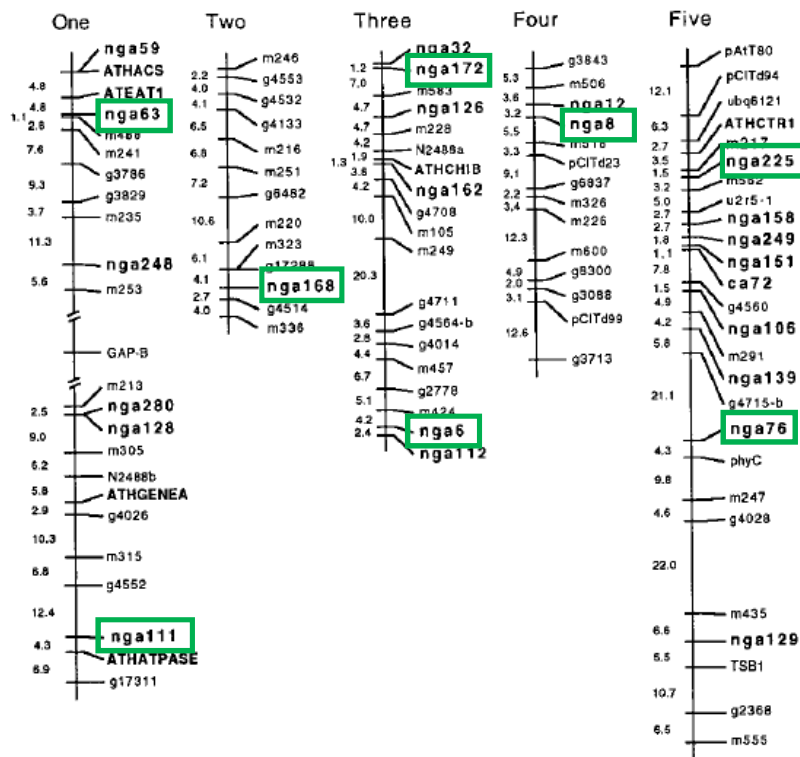 One
nga59
ATHACS
4.8
ATEAT1
4.8
nga63
1.1
m488
2.6
m241
7.6
g3786
9.3
g3829
3.7
m235
11.3
nga248
5.6
m253
GAP-B
m213
nga280
2.5
nga128
9.0
m305
6.2
N2488b
5.8
ATHGENEA
2.9
g4026
10.3
m315
6.8
g4552
12.4
nga111
4.3
ATHATPASE
6.9
g17311
Two
m246
2.2
g4553
4.0
g4532
4.1
g4133
6.5
m216
6.8
m251
7.2
g6482
10.6
m220
m323
6.1
g17288
4.1
nga168
2.7
g4514
4.0
m336
Three
nga32
1.2
nga172
7.0
m583
4.7
nga126
4.7
m228
4.2
N2488a
1.9
ATHCHIB
1.3
3.8
nga162
4.2
g4708
10.0
m105
m249
20.3
g4711
3.6
g4564-b
2.8
g4014
4.4
m457
6.7
g2778
5.1
m424
4.2
nga6
2.4
nga112
Four
g3843
5.3
m506
3.6
nga12
3.2
nga8
5.5
m518
3.3
pCITd23
9.1
g6837
2.2
m326
3.4
m226
12.3
m600
4.9
g8300
2.0
g3088
3.1
pCITd99
12.6
g3713
Five
pAtT80
pCITd94
12.1
ubq6121
6.3
ATHCTR1
2.7
m217
3.5
nga225
1.5
m562
3.2
u2r5-1
5.0
nga158
2.7
2.7
nga249
1.8
nga151
1.1
ca72
7.8
g4560
1.5
nga106
4.9
m291
4.2
nga139
5.8
g4715-b
21.1
nga76
4.3
phyC
9.8
m247
4.6
g4028
22.0
m435
6.6
nga129
5.5
TSB1
10.7
g2368
6.5
m555